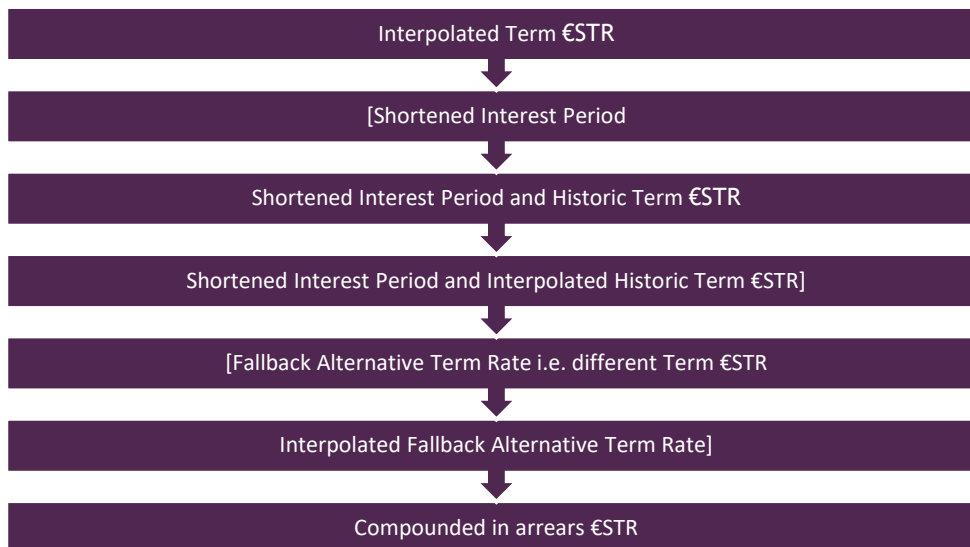 Interpolated Term €STR
[Shortened Interest Period
Shortened Interest Period and Historic Term €STR
Shortened Interest Period and Interpolated Historic Term €STR]
[Fallback Alternative Term Rate i.e. different Term €STR
Interpolated Fallback Alternative Term Rate]
Compounded in arrears €STR